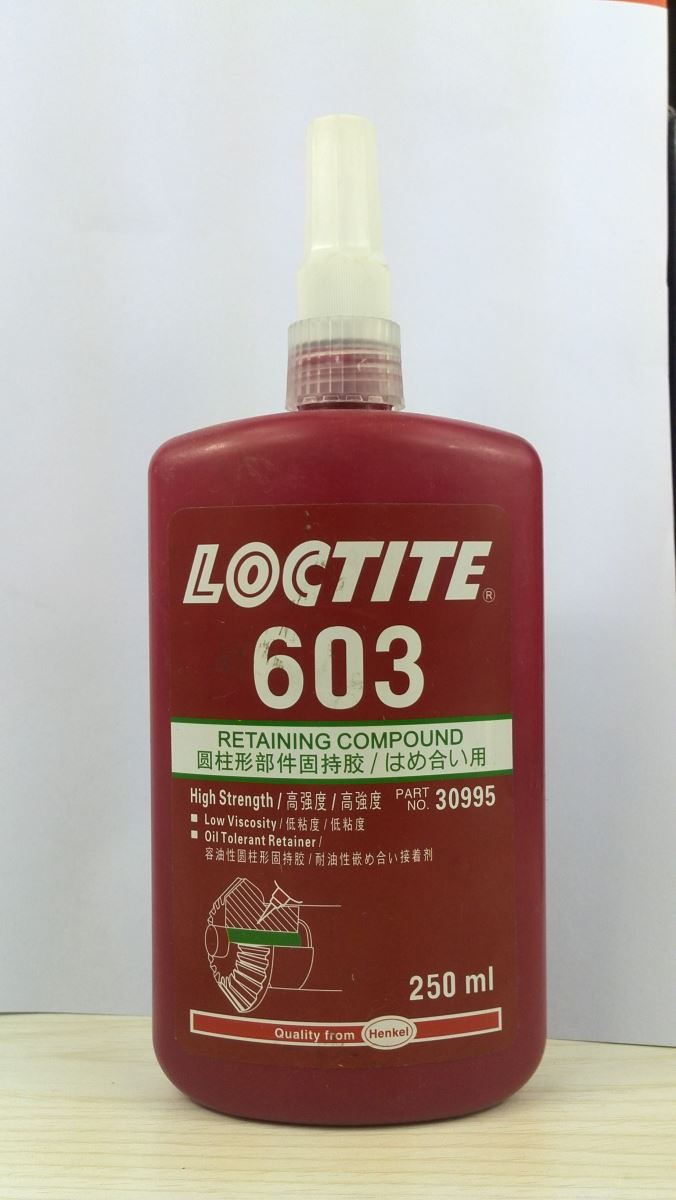 LOCTITE®
603
RETAINING COMPOUND
圆柱形部件固持胶 / はめ合い用
High Strength / 高强度 / 高強度 PART NO. 30995
■ Low Viscosity / 低粘度 / 低粘度
■ Oil Tolerant Retainer /
容油性圆柱形固持胶 / 耐油性嵌め合い接着剤
250 ml
Quality from Henkel